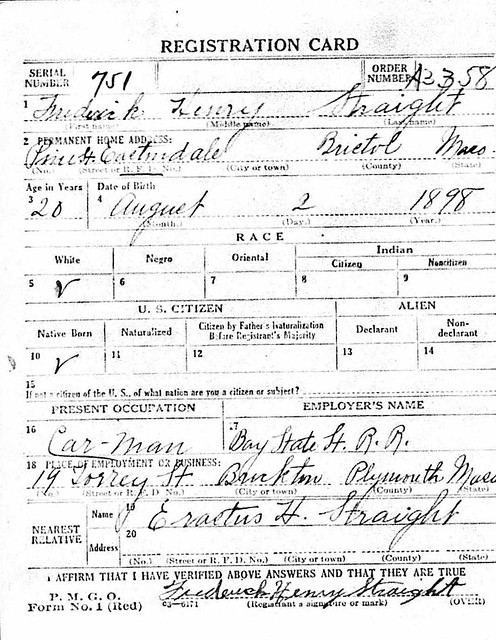 REGISTRATION CARD
SERIAL NUMBER 751 ORDER NUMBER A2358
1 Frederick Henry Straight
(First name) (Middle name) (Last name)
2 PERMANENT HOME ADDRESS:
Eastondale Bristol Mass
(No.) (Street or R. F. D. No.) (City or town) (County) (State)
Age in Years Date of Birth
3 20 4 August 2 1898
(Month.) (Day.) (Year.)
RACE
White Negro Oriental Indian
Citizen Noncitizen
5 6 7 8 9
U. S. CITIZEN ALIEN
Native Born Naturalized Citizen by Father's Naturalization Before Registrant's Majority Declarant Non-declarant
10 11 12 13 14
15
If not a citizen of the U. S., of what nation are you a citizen or subject?
PRESENT OCCUPATION EMPLOYER'S NAME
16 Car-man 17 Bay State St. R. R.
18 PLACE OF EMPLOYMENT OR BUSINESS:
19 Torrey St Brockton Plymouth Mass
(No.) (Street or R. F. D. No.) (City or town) (County) (State)
NEAREST RELATIVE Name 19 Erastus H. Straight
Address 20
(No.) (Street or R. F. D. No.) (City or town) (County) (State)
I AFFIRM THAT I HAVE VERIFIED ABOVE ANSWERS AND THAT THEY ARE TRUE
P. M. G. O.
Form No. 1 (Red) 03-6171 Frederick Henry Straight
(Registrant's signature or mark) (OVER)